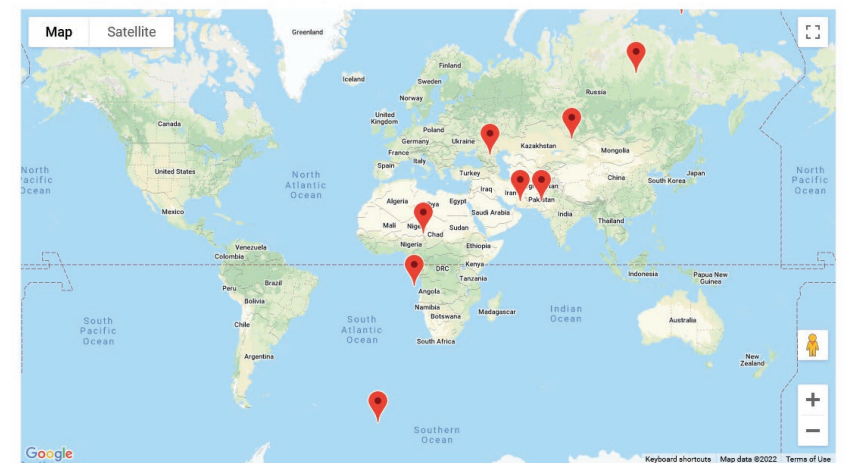 Map
Satellite
Greenland
Iceland
Finland
Sweden
Norway
Russia
United
Kingdom
Canada
Poland
Germany
Ukraine
Kazakhstan
Mongolia
France
Italy
Spain
Turkey
North
Pacific
Ocean
United States
North
Atlantic
Ocean
China
South Korea
Japan
North
Pacific
Ocean
Iraq
Iran
Pakistan
Algeria
Egypt
Saudi Arabia
India
Mexico
Mali
Chad
Sudan
Thailand
Nigeria
Ethiopia
Venezuela
Colombia
DRC
Kenya
Tanzania
Indonesia
Papua New
Guinea
Peru
Brazil
Angola
Bolivia
Namibia
Botswana
Madagascar
Indian
Ocean
South
Pacific
Ocean
Chile
South
Atlantic
Ocean
Australia
South Africa
Argentina
New
Zealand
Southern
Ocean
Google
Keyboard shortcuts
Map data ©2022
Terms of Use